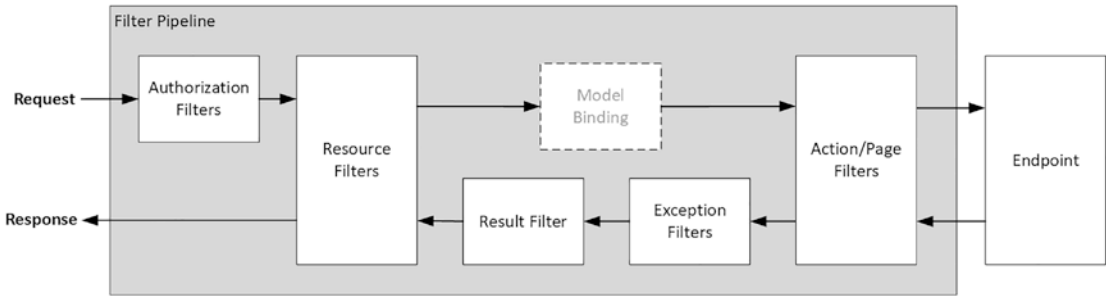 Filter Pipeline
Request
Authorization
Filters
Resource
Filters
Model
Binding
Action/Page
Filters
Endpoint
Response
Result Filter
Exception
Filters